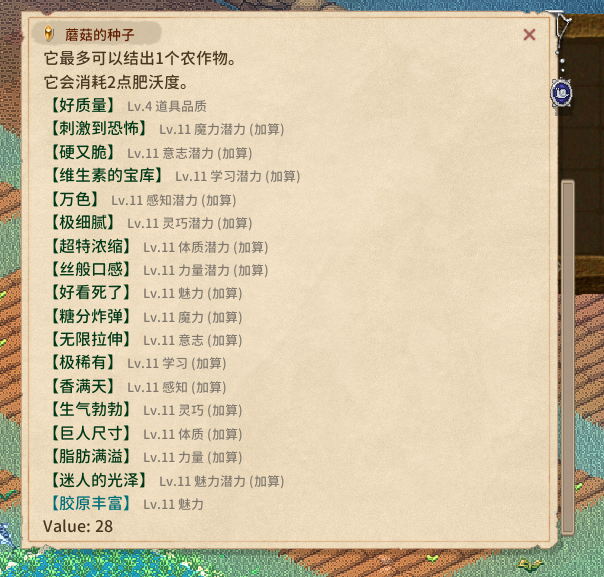 蘑菇的种子
它最多可以结出1个农作物。
它会消耗2点肥沃度。
【好质量】 Lv.4 道具品质
【刺激到恐怖】 Lv.11 魔力潜力 (加算)
【硬又脆】 Lv.11 意志潜力 (加算)
【维生素的宝库】 Lv.11 学习潜力 (加算)
【万色】 Lv.11 感知潜力 (加算)
【极细腻】 Lv.11 灵巧潜力 (加算)
【超特浓缩】 Lv.11 体质潜力 (加算)
【丝般口感】 Lv.11 力量潜力 (加算)
【好看死了】 Lv.11 魅力 (加算)
【糖分炸弹】 Lv.11 魔力 (加算)
【无限拉伸】 Lv.11 意志 (加算)
【极稀有】 Lv.11 学习 (加算)
【香满天】 Lv.11 感知 (加算)
【生气勃勃】 Lv.11 灵巧 (加算)
【巨人尺寸】 Lv.11 体质 (加算)
【脂肪满溢】 Lv.11 力量 (加算)
【迷人的光泽】 Lv.11 魅力潜力 (加算)
【胶原丰富】 Lv.11 魅力
Value: 28